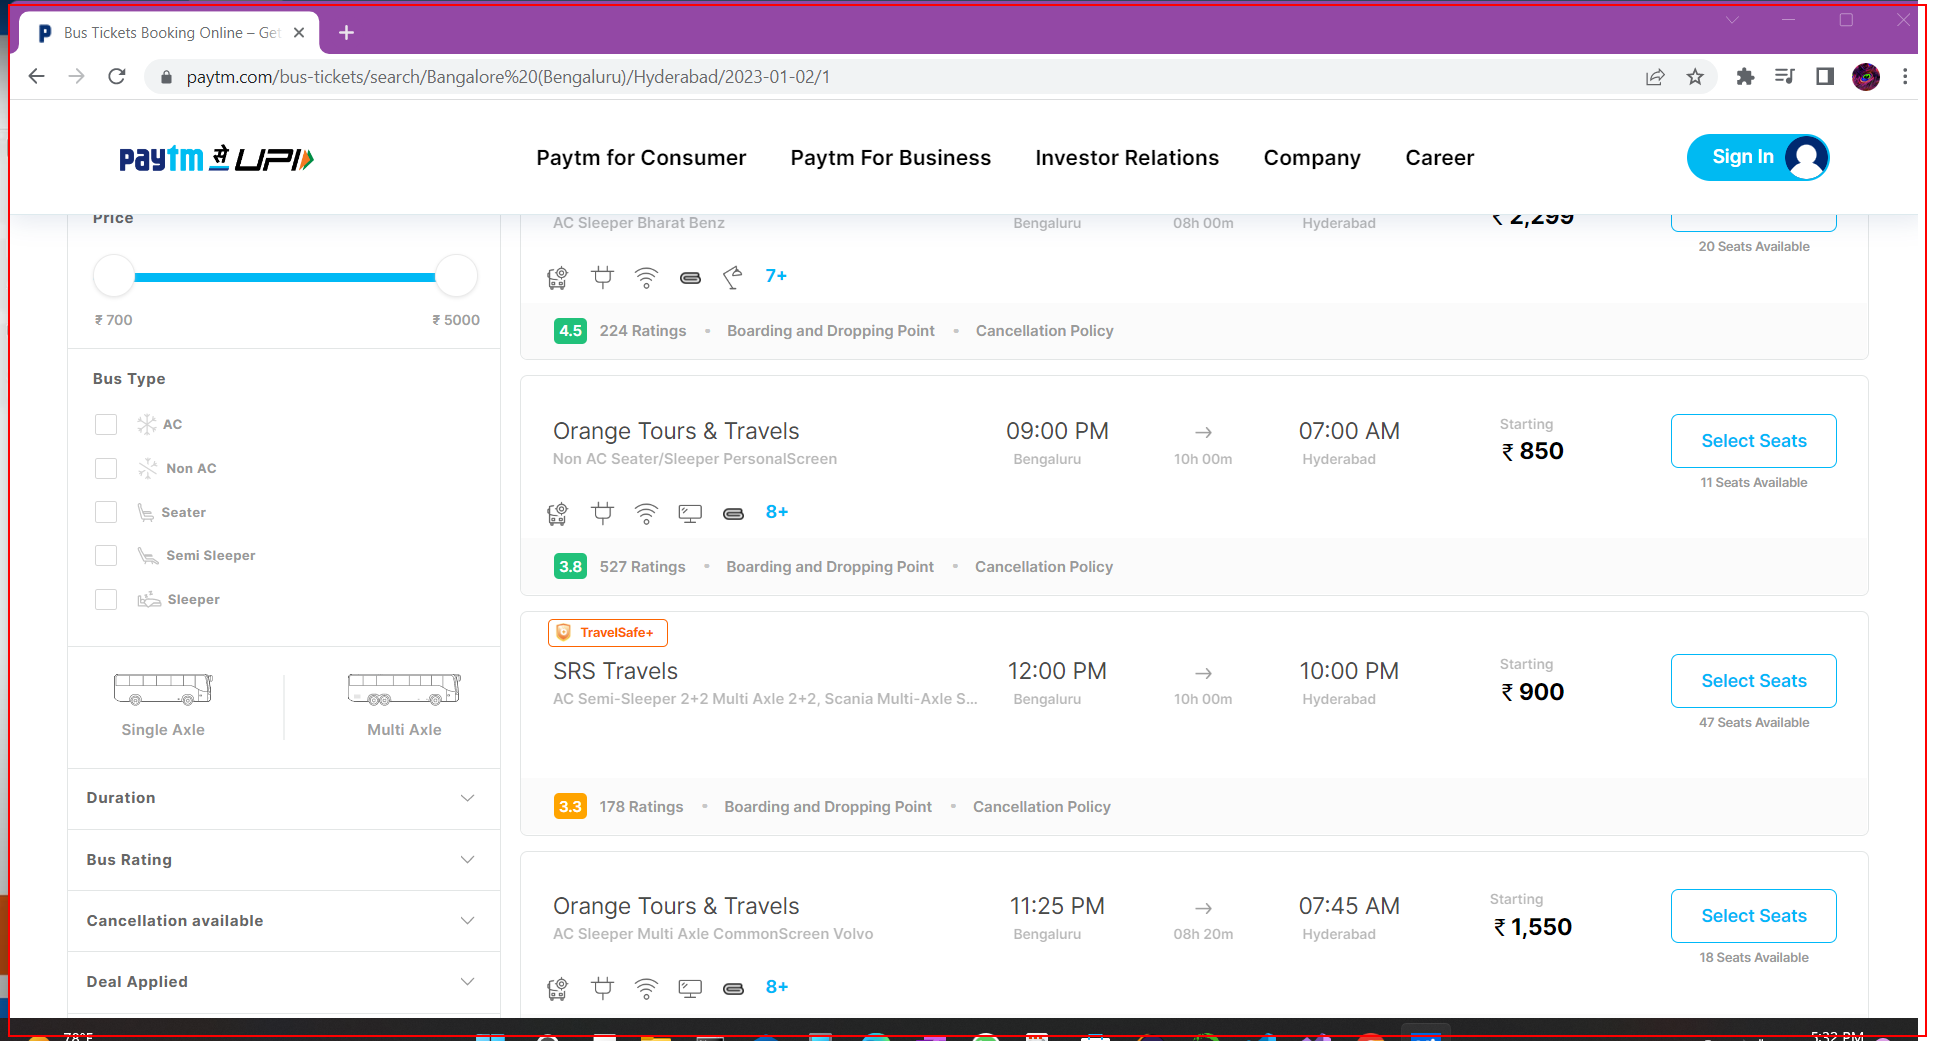 Bus Tickets Booking Online – Get
paytm.com/bus-tickets/search/Bangalore%20(Bengaluru)/Hyderabad/2023-01-02/1
paytm से UPI
Paytm for Consumer
Paytm For Business
Investor Relations
Company
Career
Sign In
Price
₹ 700
₹ 5000
Bus Type
AC
Non AC
Seater
Semi Sleeper
Sleeper
Single Axle
Multi Axle
Duration
Bus Rating
Cancellation available
Deal Applied
AC Sleeper Bharat Benz
Bengaluru
08h 00m
Hyderabad
₹ 2,299
20 Seats Available
7+
4.5 224 Ratings • Boarding and Dropping Point • Cancellation Policy
Orange Tours & Travels
Non AC Seater/Sleeper PersonalScreen
09:00 PM
Bengaluru
→
10h 00m
07:00 AM
Hyderabad
Starting
₹ 850
Select Seats
11 Seats Available
8+
3.8 527 Ratings • Boarding and Dropping Point • Cancellation Policy
TravelSafe+
SRS Travels
AC Semi-Sleeper 2+2 Multi Axle 2+2, Scania Multi-Axle S...
12:00 PM
Bengaluru
→
10h 00m
10:00 PM
Hyderabad
Starting
₹ 900
Select Seats
47 Seats Available
3.3 178 Ratings • Boarding and Dropping Point • Cancellation Policy
Orange Tours & Travels
AC Sleeper Multi Axle CommonScreen Volvo
11:25 PM
Bengaluru
→
08h 20m
07:45 AM
Hyderabad
Starting
₹ 1,550
Select Seats
18 Seats Available
8+
78°F
5:32 PM